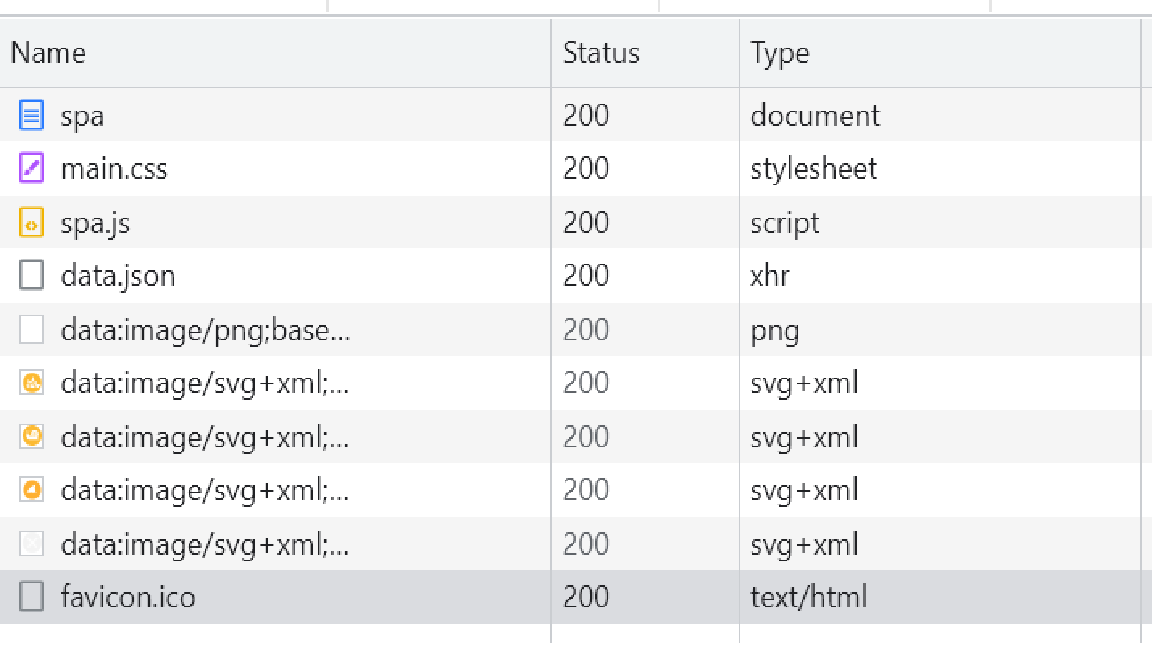 Name Status Type
spa 200 document
main.css 200 stylesheet
spa.js 200 script
data.json 200 xhr
data:image/png;base... 200 png
data:image/svg+xml;... 200 svg+xml
data:image/svg+xml;... 200 svg+xml
data:image/svg+xml;... 200 svg+xml
data:image/svg+xml;... 200 svg+xml
favicon.ico 200 text/html